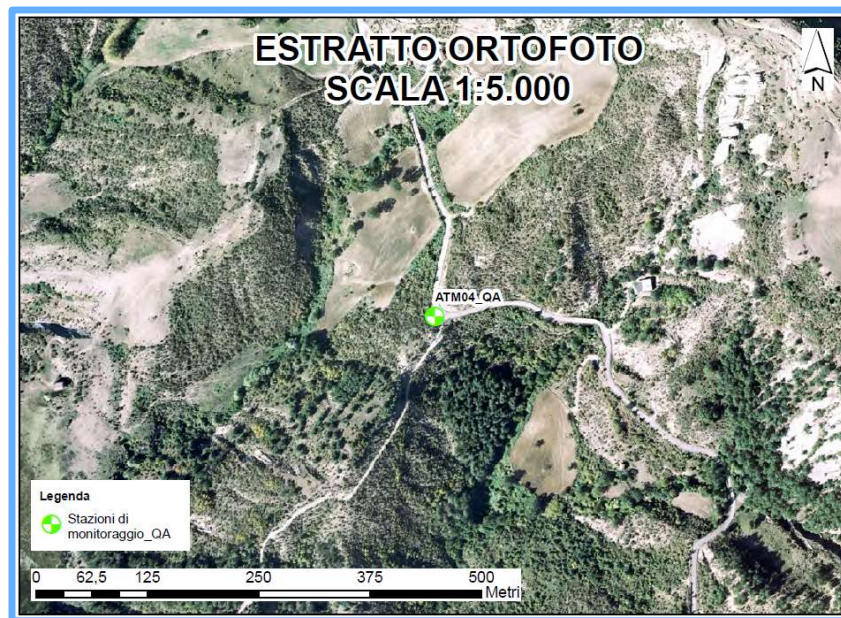 ESTRATTO ORTOFOTO
SCALA 1:5.000
N
ATM04_QA
Legenda
Stazioni di
monitoraggio_QA
0 62,5 125 250 375 500
Metri